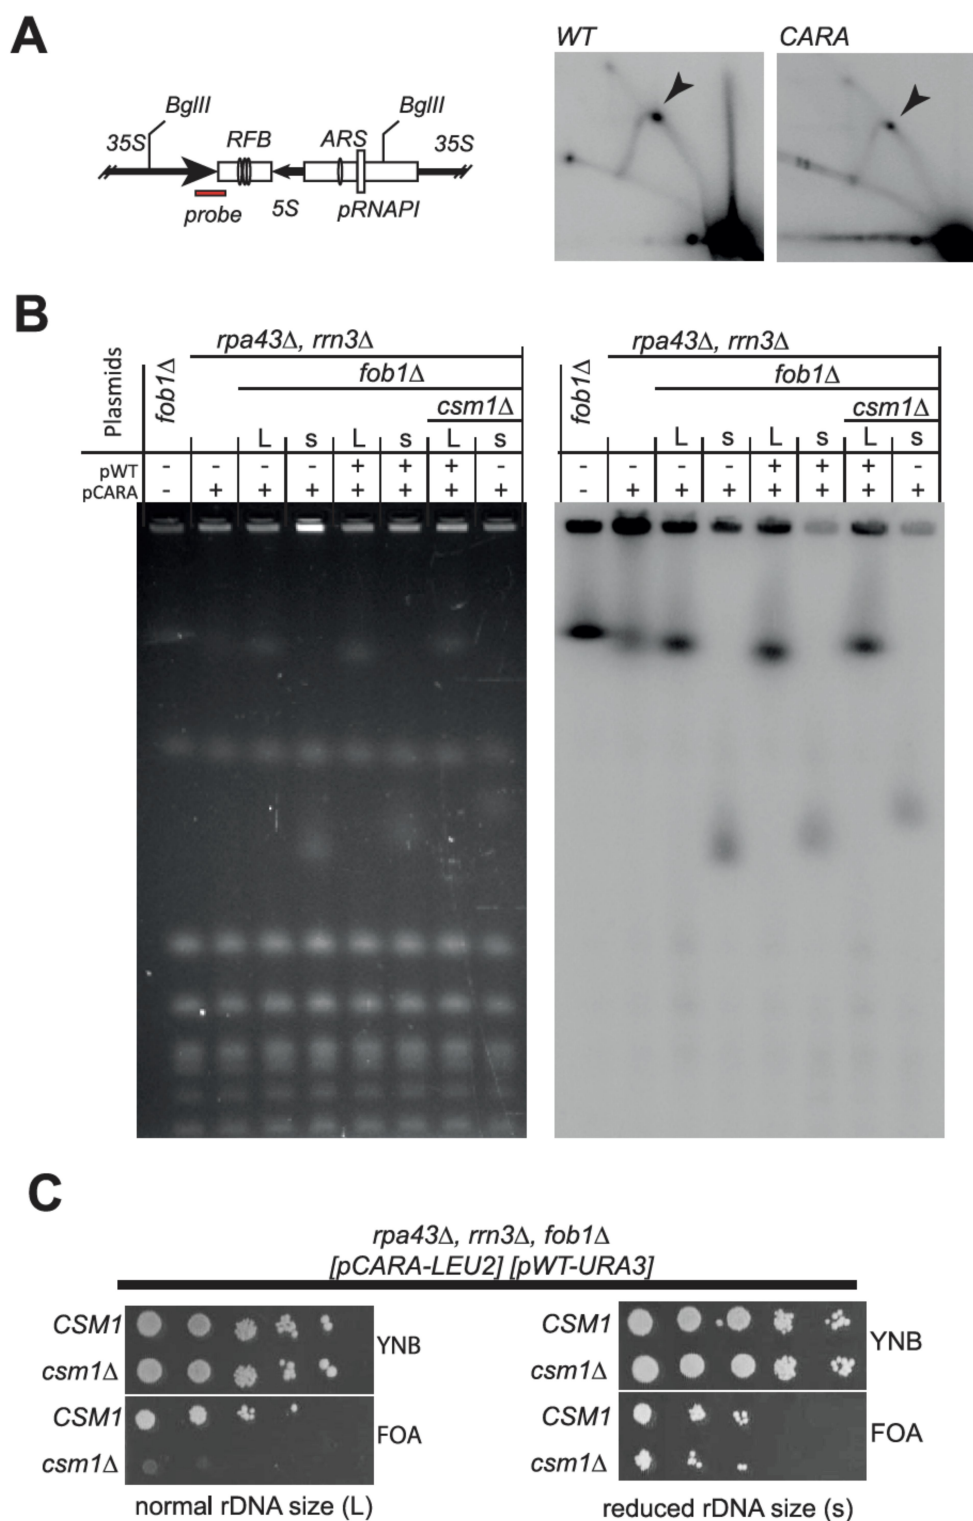 A
WT
CARA
BglII
BglII
35S
RFB
ARS
35S
probe
5S
pRNAPI
B
Plasmids
fob1Δ
rpa43Δ, rrn3Δ
fob1Δ
csm1Δ
L s L s L s
pWT - - - - + + + -
pCARA - + + + + + + +
fob1Δ
rpa43Δ, rrn3Δ
fob1Δ
csm1Δ
L s L s L s
- - - - + + + -
- + + + + + + +
C
rpa43Δ, rrn3Δ, fob1Δ
[pCARA-LEU2] [pWT-URA3]
CSM1
csm1Δ
YNB
CSM1
csm1Δ
FOA
normal rDNA size (L)
CSM1
csm1Δ
YNB
CSM1
csm1Δ
FOA
reduced rDNA size (s)